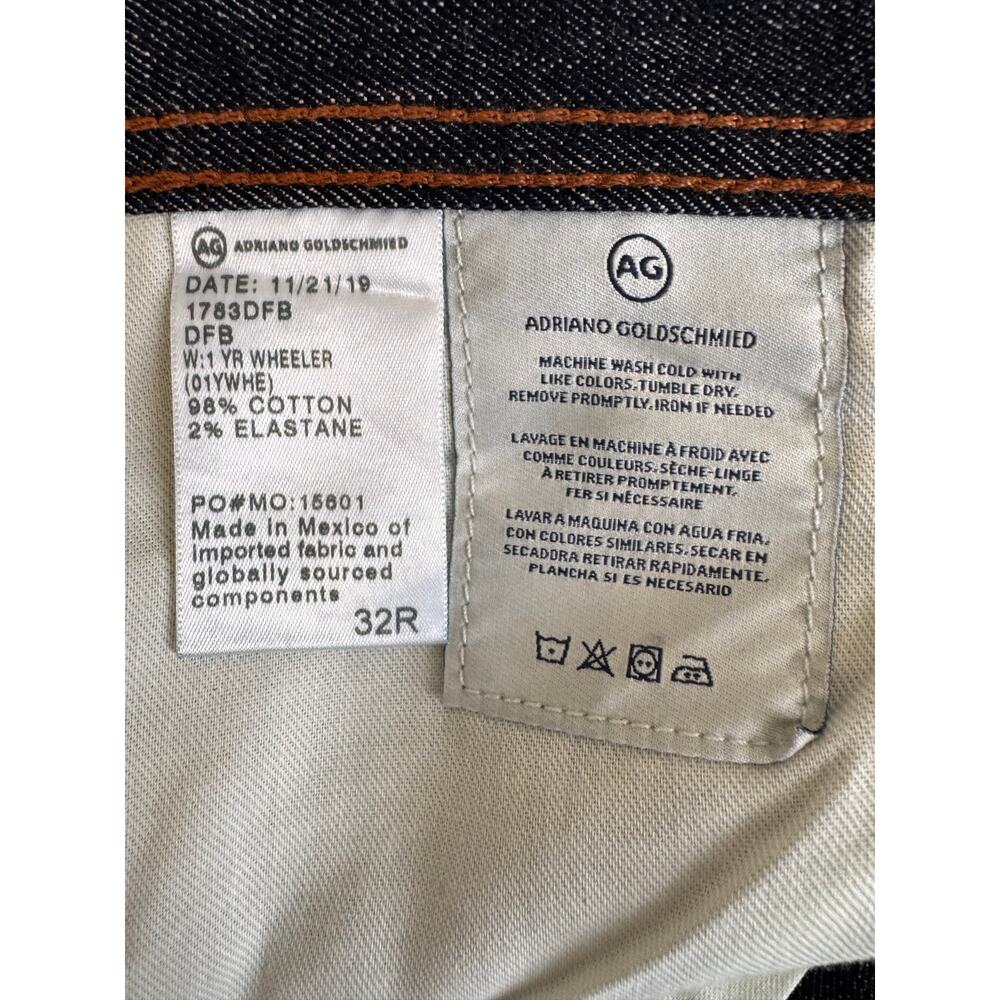 AG ADRIANO GOLDSCHMIED
DATE: 11/21/19
1783DFB
DFB
W:1 YR WHEELER
(01YWHE)
98% COTTON
2% ELASTANE
PO#MO:15601
Made in Mexico of
imported fabric and
globally sourced
components
32R
AG
ADRIANO GOLDSCHMIED
MACHINE WASH COLD WITH
LIKE COLORS. TUMBLE DRY.
REMOVE PROMPTLY. IRON IF NEEDED
LAVAGE EN MACHINE À FROID AVEC
COMME COULEURS. SÈCHE-LINGE
À RETIRER PROMPTEMENT.
FER SI NÉCESSAIRE
LAVAR A MAQUINA CON AGUA FRIA.
CON COLORES SIMILARES. SECAR EN
SECADORA RETIRAR RAPIDAMENTE.
PLANCHA SI ES NECESARIO